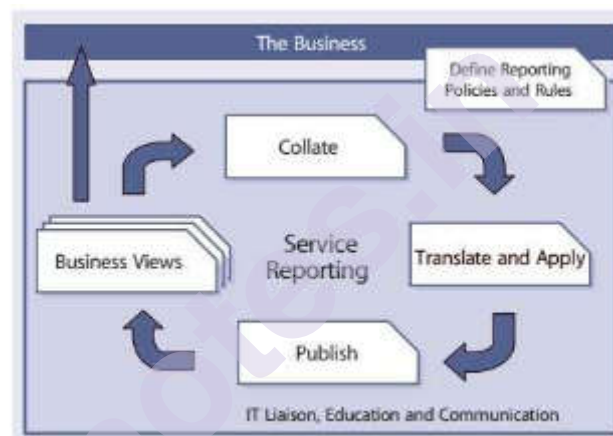 The Business
Define Reporting
Policies and Rules
Collate
Business Views
Service
Reporting
Translate and Apply
Publish
IT Liaison, Education and Communication